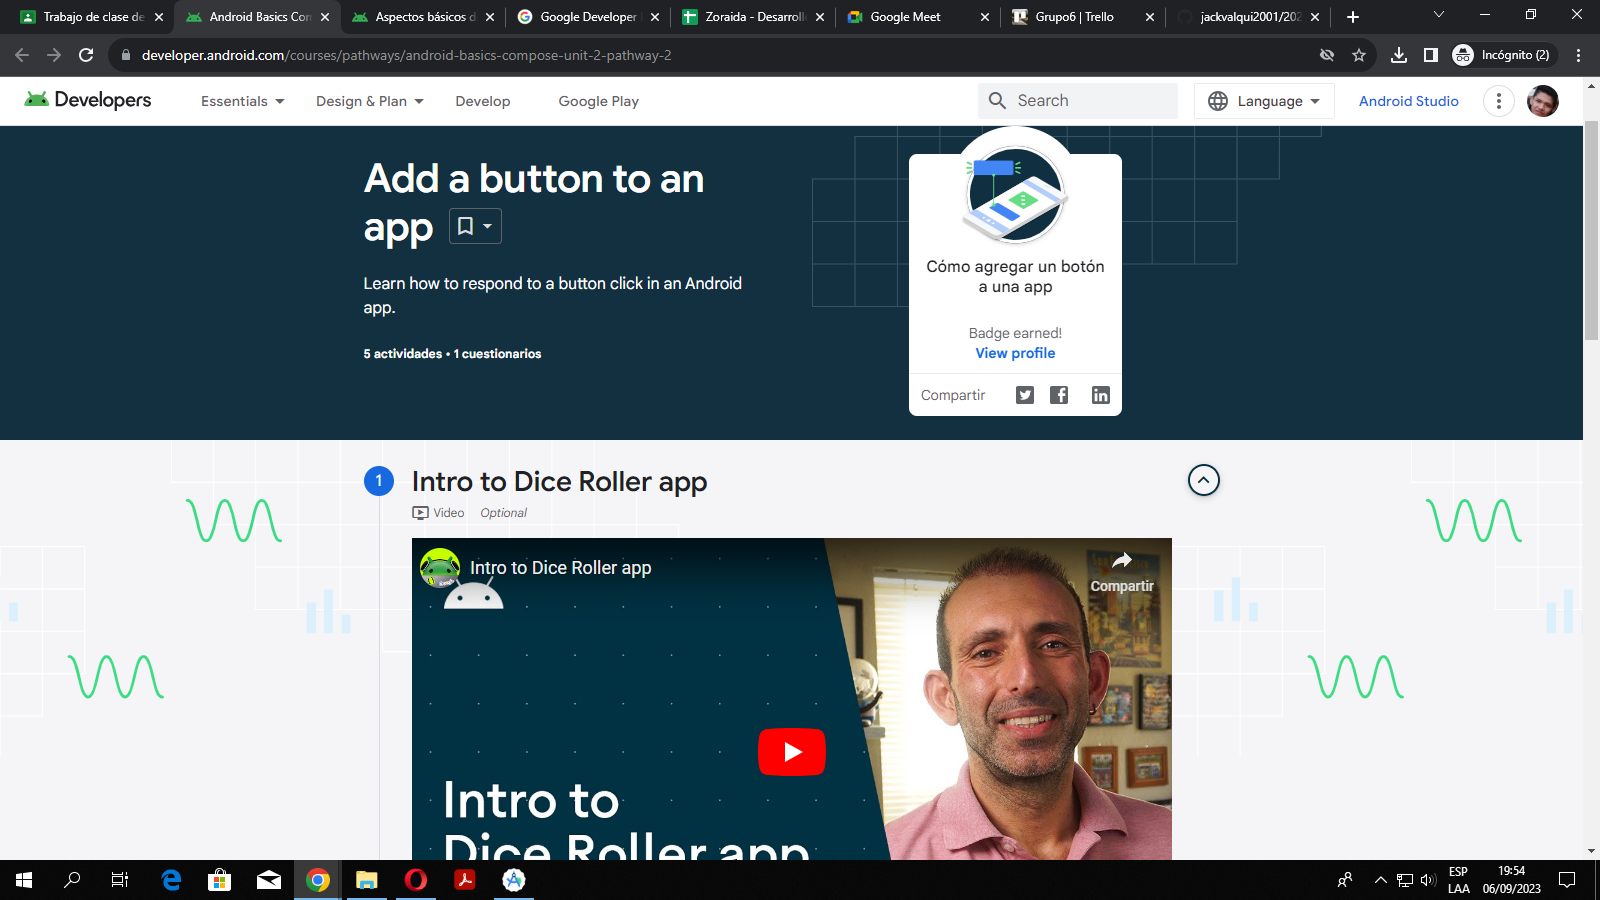 Trabajo de clase de
Android Basics Con
Aspectos básicos d
Google Developer
Zoraida - Desarroll
Google Meet
Grupo6 | Trello
jackvalqui2001/202
developer.android.com/courses/pathways/android-basics-compose-unit-2-pathway-2
Incógnito (2)
Developers
Essentials
Design & Plan
Develop
Google Play
Search
Language
Android Studio
Add a button to an
app
Learn how to respond to a button click in an Android
app.
5 actividades • 1 cuestionarios
Cómo agregar un botón
a una app
Badge earned!
View profile
Compartir
1
Intro to Dice Roller app
Video
Optional
Intro to Dice Roller app
Compartir
Intro to
Dice Roller app
ESP
LAA
19:54
06/09/2023